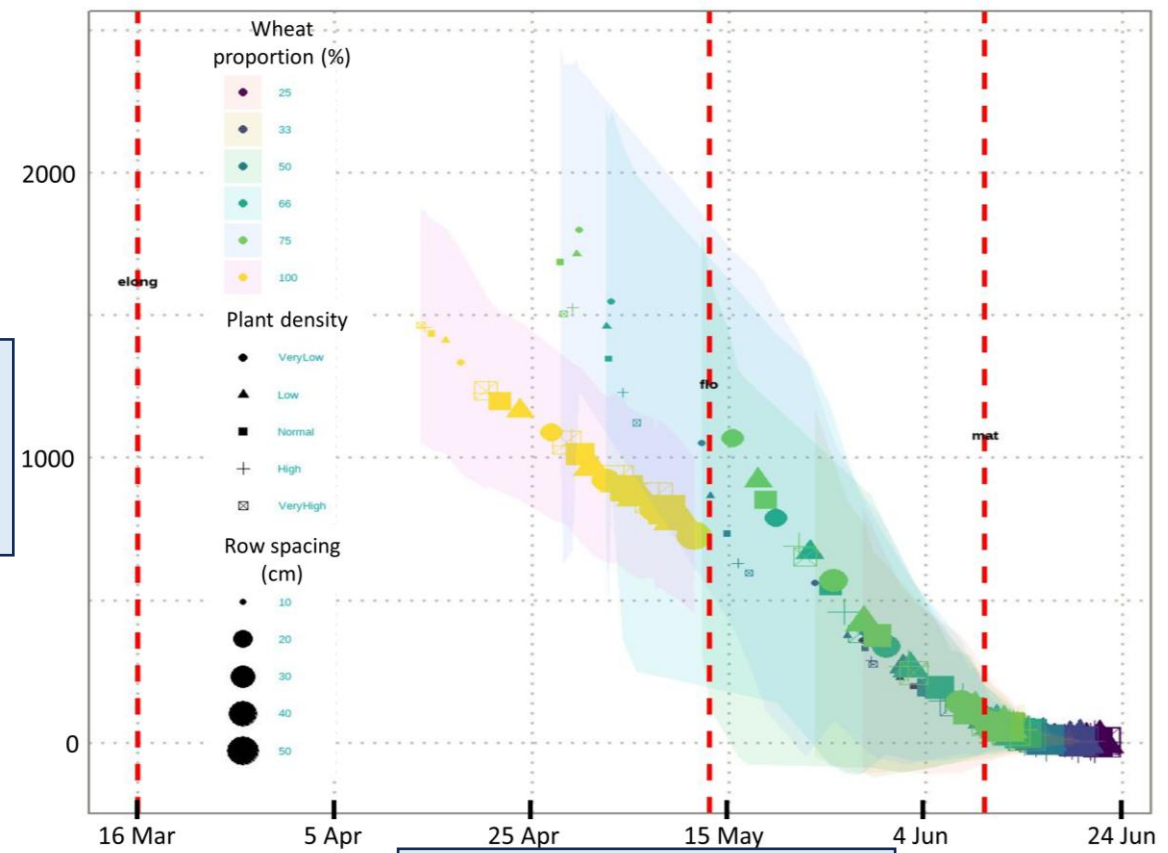 Wheat
proportion (%)
25
33
50
66
75
100
Plant density
VeryLow
Low
Normal
High
VeryHigh
Row spacing
(cm)
10
20
30
40
50
elong
flo
mat
2000
1000
0
16 Mar
5 Apr
25 Apr
15 May
4 Jun
24 Jun